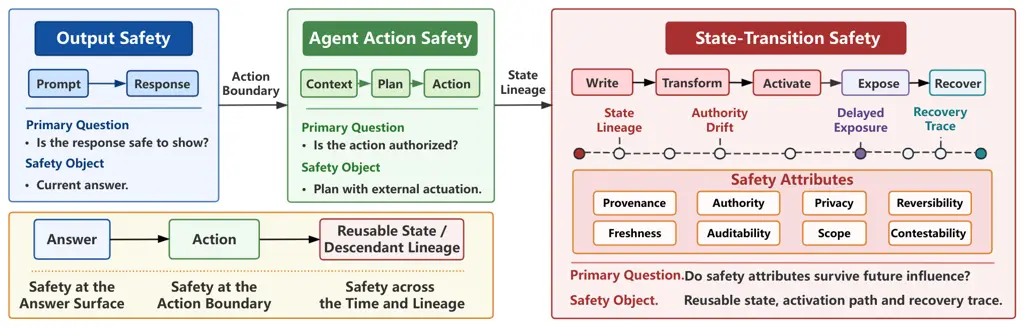 Output Safety
Prompt
Response
Primary Question
• Is the response safe to show?
Safety Object
• Current answer.
Action
Boundary
Agent Action Safety
Context
Plan
Action
Primary Question
• Is the action authorized?
Safety Object
• Plan with external actuation.
State
Lineage
State-Transition Safety
Write
Transform
Activate
Expose
Recover
State
Lineage
Authority
Drift
Delayed
Exposure
Recovery
Trace
Safety Attributes
Provenance
Authority
Privacy
Reversibility
Freshness
Auditability
Scope
Contestability
Primary Question. Do safety attributes survive future influence?
Safety Object. Reusable state, activation path and recovery trace.
Answer
Action
Reusable State /
Descendant Lineage
Safety at the
Answer Surface
Safety at the
Action Boundary
Safety across
the Time and Lineage